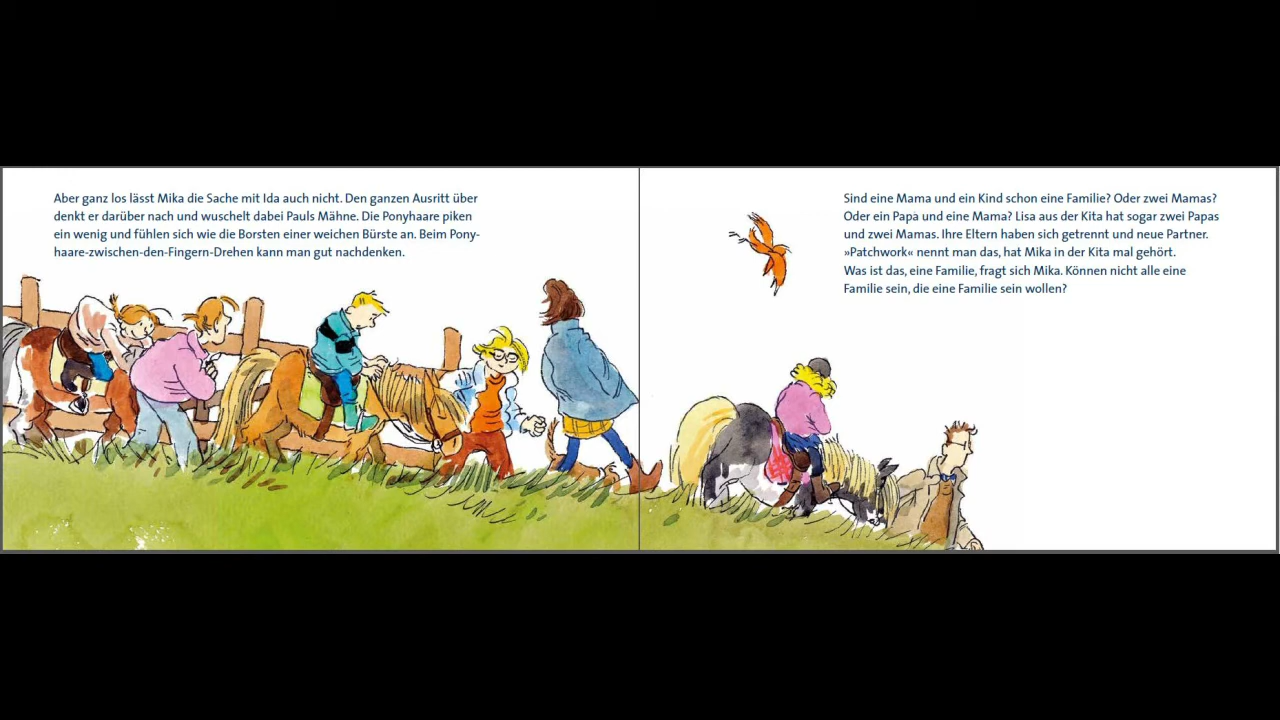 Aber ganz los lässt Mika die Sache mit Ida auch nicht. Den ganzen Ausritt über
denkt er darüber nach und wuschelt dabei Pauls Mähne. Die Ponyhaare piken
ein wenig und fühlen sich wie die Borsten einer weichen Bürste an. Beim Pony-
haare-zwischen-den-Fingern-Drehen kann man gut nachdenken.
Sind eine Mama und ein Kind schon eine Familie? Oder zwei Mamas?
Oder ein Papa und eine Mama? Lisa aus der Kita hat sogar zwei Papas
und zwei Mamas. Ihre Eltern haben sich getrennt und neue Partner.
»Patchwork« nennt man das, hat Mika in der Kita mal gehört.
Was ist das, eine Familie, fragt sich Mika. Können nicht alle eine
Familie sein, die eine Familie sein wollen?